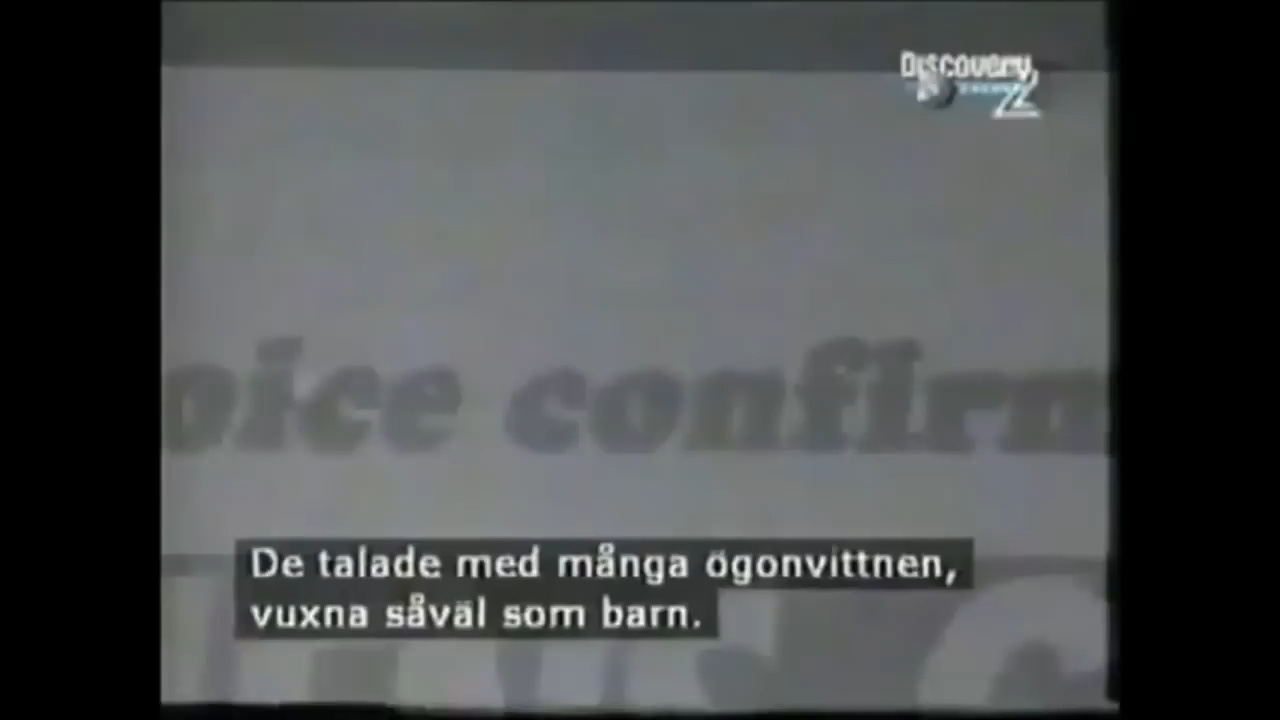 Discovery
oice confirm
De talade med många ögonvittnen,
vuxna såväl som barn.